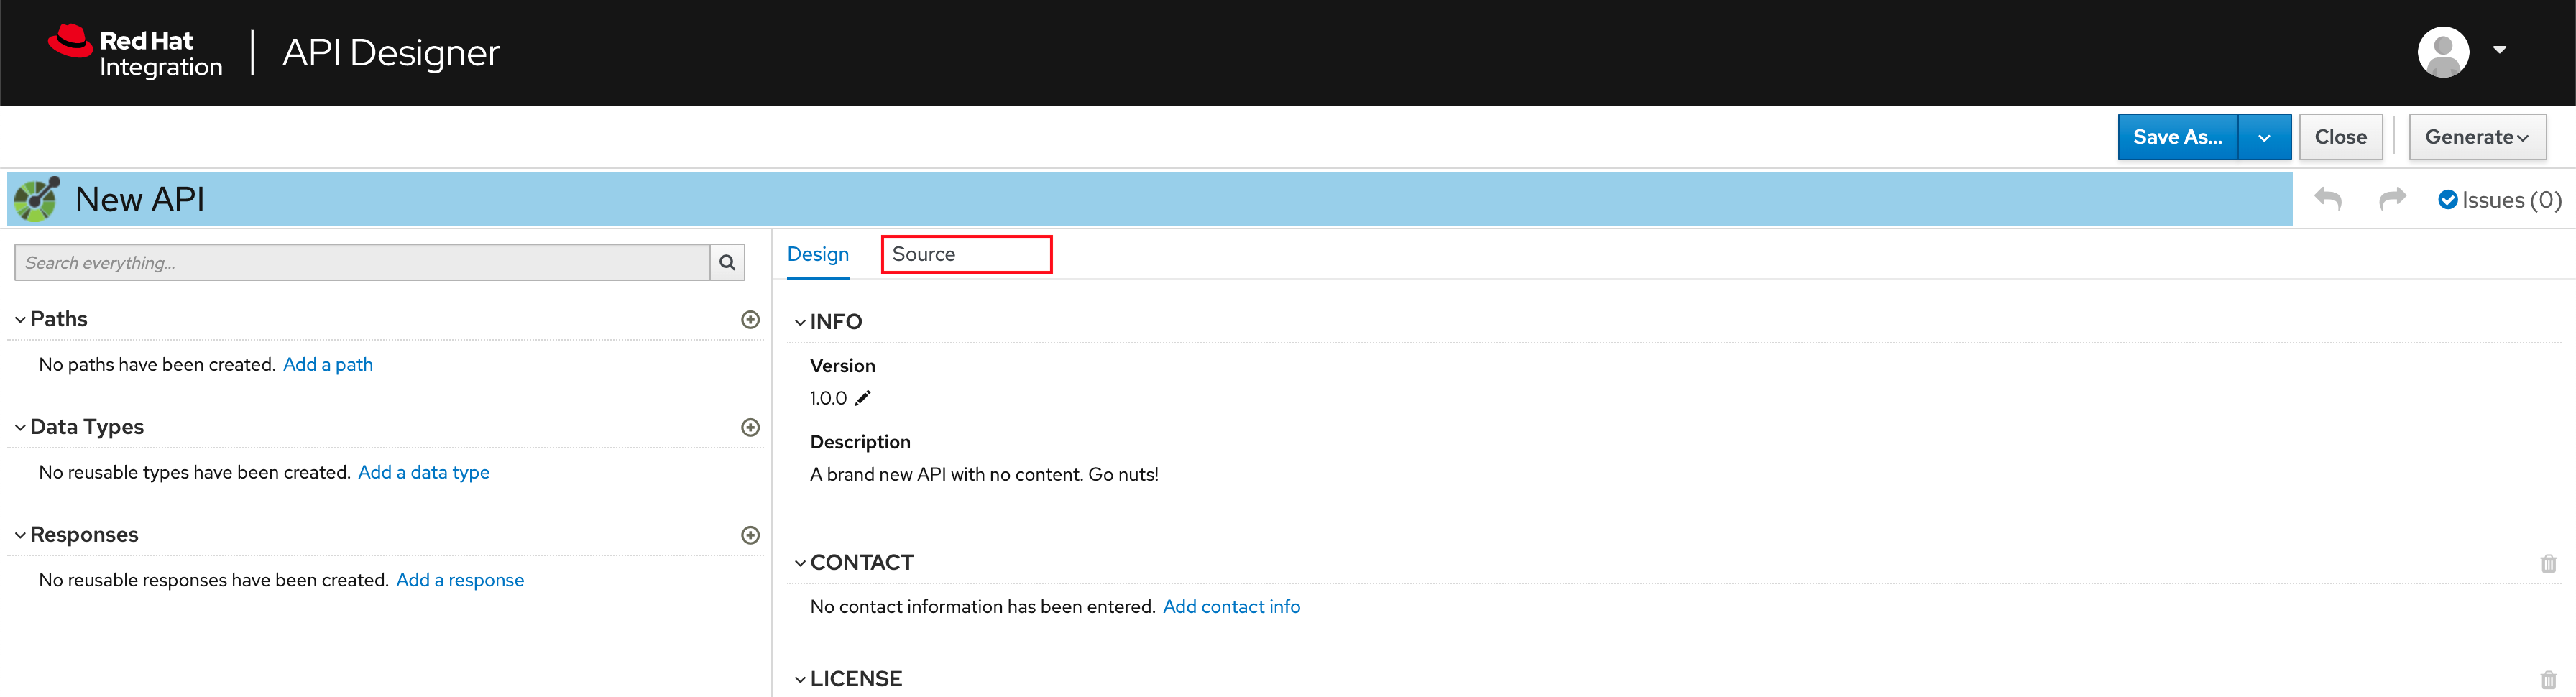 Red Hat
Integration
API Designer
Save As...
Close
Generate
New API
Issues (0)
Search everything...
Design
Source
Paths
No paths have been created. Add a path
Data Types
No reusable types have been created. Add a data type
Responses
No reusable responses have been created. Add a response
INFO
Version
1.0.0
Description
A brand new API with no content. Go nuts!
CONTACT
No contact information has been entered. Add contact info
LICENSE